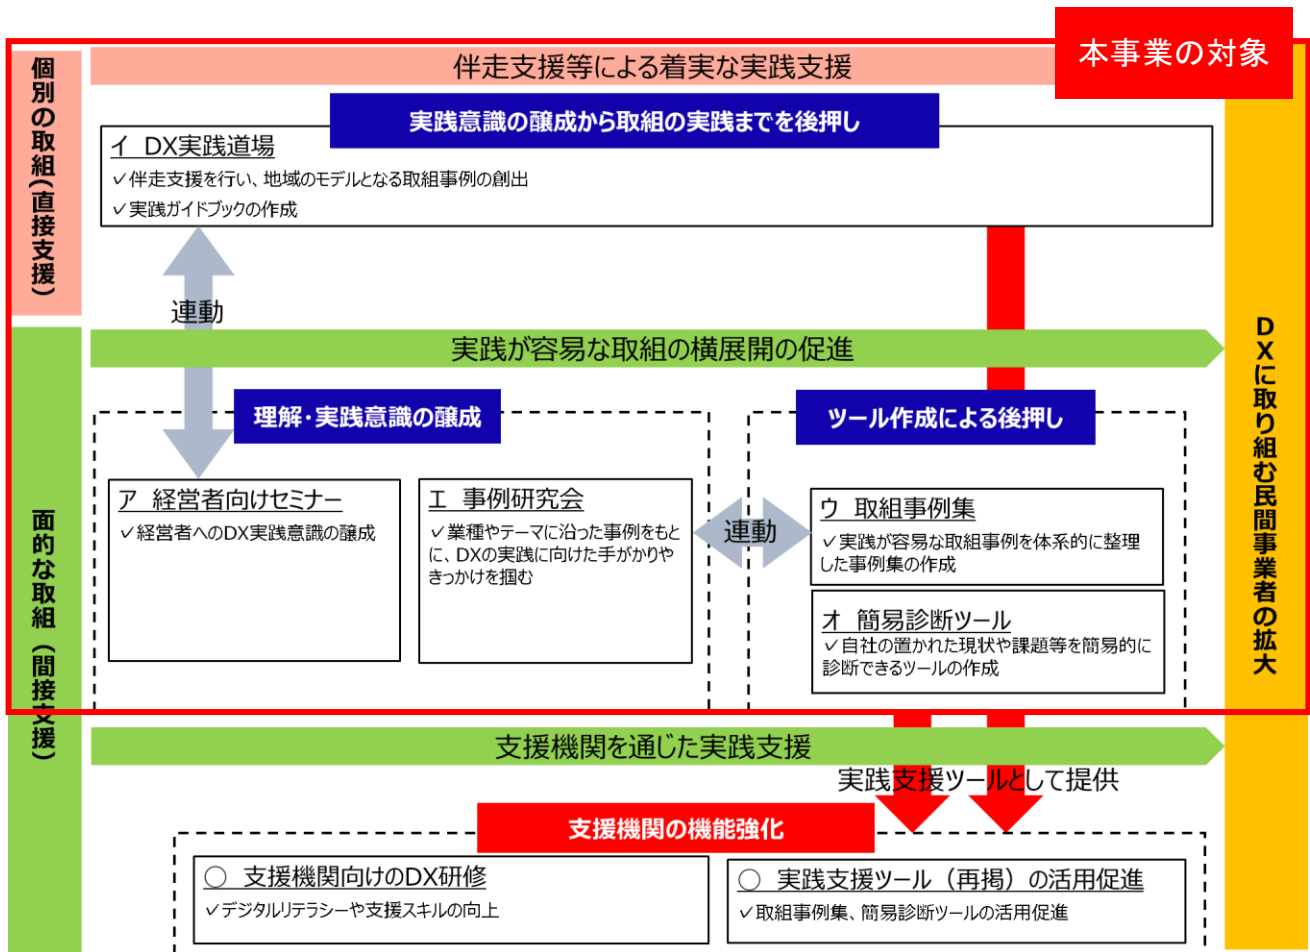 本事業の対象
個別の取組(直接支援)
伴走支援等による着実な実践支援
実践意識の醸成から取組の実践までを後押し
イ DX実践道場
✓伴走支援を行い、地域のモデルとなる取組事例の創出
✓実践ガイドブックの作成
連動
実践が容易な取組の横展開の促進
面的な取組(間接支援)
理解・実践意識の醸成
ア 経営者向けセミナー
✓経営者へのDX実践意識の醸成
エ 事例研究会
✓業種やテーマに沿った事例をもと
に、DXの実践に向けた手がかりや
きっかけを掴む
連動
ツール作成による後押し
ウ 取組事例集
✓実践が容易な取組事例を体系的に整理
した事例集の作成
オ 簡易診断ツール
✓自社の置かれた現状や課題等を簡易的に
診断できるツールの作成
DXに取り組む民間事業者の拡大
支援機関を通じた実践支援
実践支援ツールとして提供
支援機関の機能強化
○ 支援機関向けのDX研修
✓デジタルリテラシーや支援スキルの向上
○ 実践支援ツール(再掲)の活用促進
✓取組事例集、簡易診断ツールの活用促進